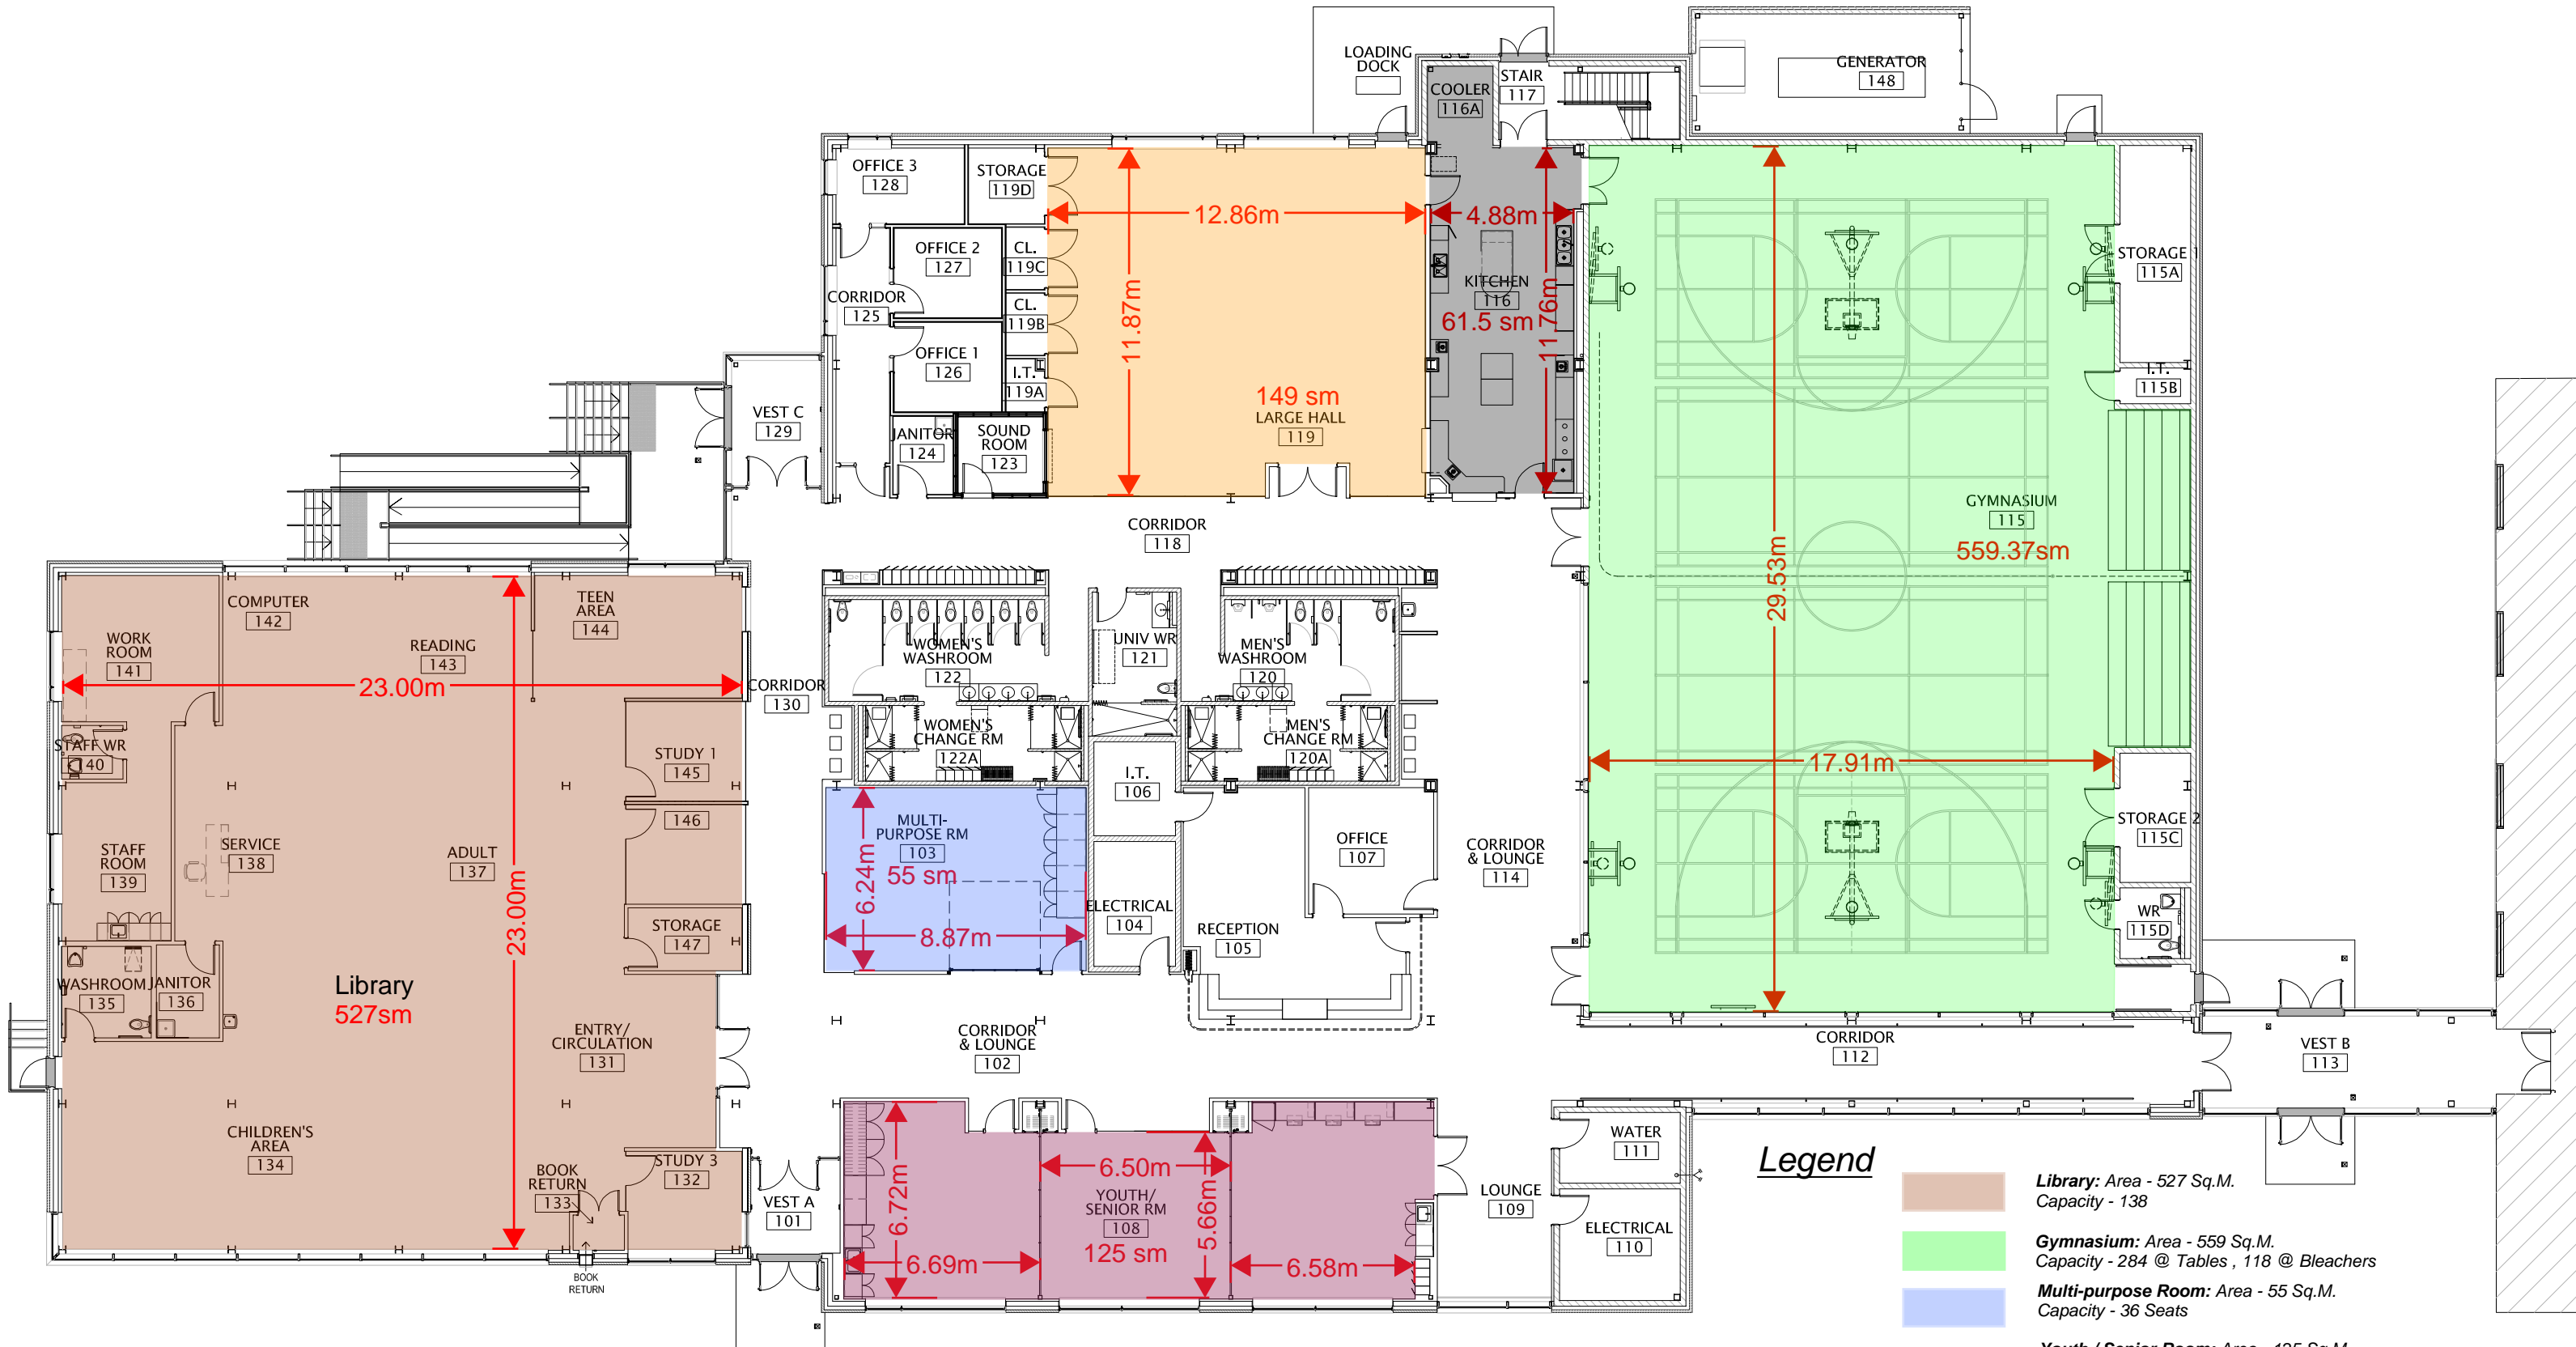 LOADING
DOCK
COOLER
116A
STAIR
117
GENERATOR
148
OFFICE 3
128
STORAGE
119D
12.86m
4.88m
OFFICE 2
127
CL.
119C
CORRIDOR
125
CL.
119B
11.87m
KITCHEN
116
61.5 sm
11.76m
STORAGE 1
115A
OFFICE 1
126
I.T.
119A
I.T.
115B
VEST C
129
149 sm
LARGE HALL
119
JANITOR
124
SOUND
ROOM
123
GYMNASIUM
115
559.37sm
29.53m
CORRIDOR
118
COMPUTER
142
TEEN
AREA
144
WORK
ROOM
141
READING
143
23.00m
CORRIDOR
130
WOMEN'S
WASHROOM
122
UNIV WR
121
MEN'S
WASHROOM
120
STAFF WR
140
STUDY 1
145
WOMEN'S
CHANGE RM
122A
MEN'S
CHANGE RM
120A
I.T.
106
17.91m
146
STAFF
ROOM
139
SERVICE
138
ADULT
137
23.00m
MULTI-
PURPOSE RM
103
55 sm
6.24m
8.87m
OFFICE
107
CORRIDOR
& LOUNGE
114
STORAGE 2
115C
ELECTRICAL
104
RECEPTION
105
STORAGE
147
WR
115D
WASHROOM
135
JANITOR
136
Library
527sm
ENTRY/
CIRCULATION
131
CORRIDOR
& LOUNGE
102
CORRIDOR
112
VEST B
113
CHILDREN'S
AREA
134
BOOK
RETURN
133
STUDY 3
132
VEST A
101
6.72m
6.69m
6.50m
YOUTH/
SENIOR RM
108
125 sm
5.66m
6.58m
LOUNGE
109
WATER
111
ELECTRICAL
110
BOOK
RETURN
Legend
Library: Area - 527 Sq.M.
Capacity - 138
Gymnasium: Area - 559 Sq.M.
Capacity - 284 @ Tables , 118 @ Bleachers
Multi-purpose Room: Area - 55 Sq.M.
Capacity - 36 Seats
Youth / Senior Room: Area - 125 Sq.M.